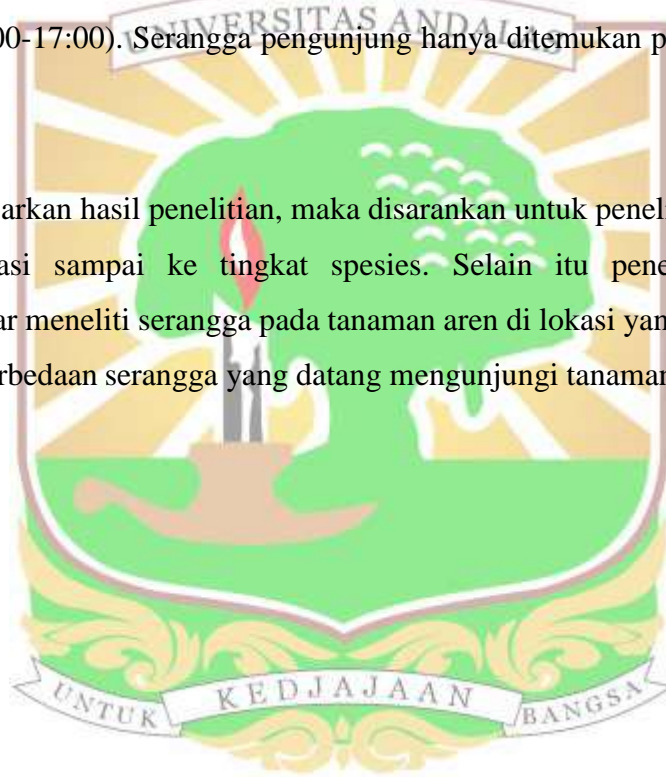 UNIVERSITAS ANDALAS
00-17:00). Serangga pengunjung hanya ditemukan p
arkan hasil penelitian, maka disarankan untuk penel
asi sampai ke tingkat spesies. Selain itu pene
ar meneliti serangga pada tanaman aren di lokasi yan
rbedaan serangga yang datang mengunjungi tanaman
UNTUK KEDJAJAAN BANGSA